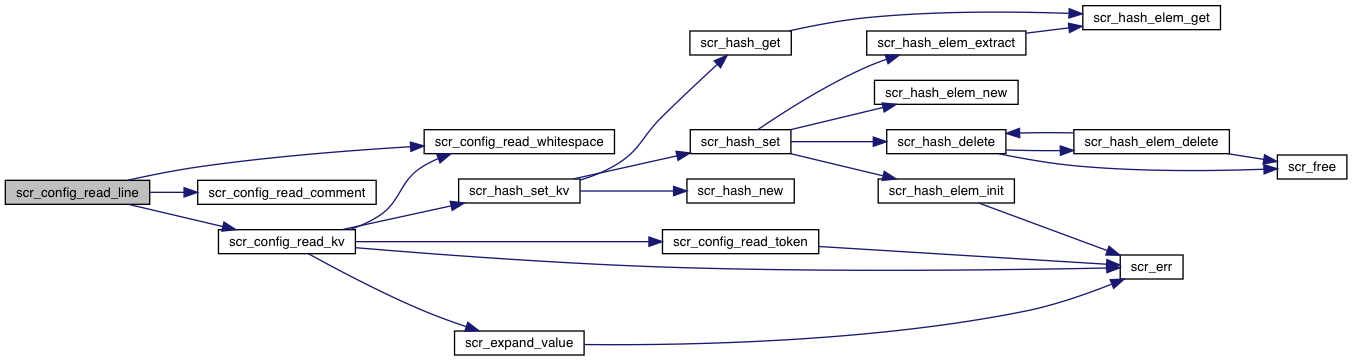 scr_config_read_line
scr_config_read_whitespace
scr_config_read_comment
scr_config_read_kv
scr_hash_set_kv
scr_hash_get
scr_hash_set
scr_hash_new
scr_config_read_token
scr_expand_value
scr_hash_elem_extract
scr_hash_elem_new
scr_hash_delete
scr_hash_elem_init
scr_hash_elem_get
scr_hash_elem_delete
scr_err
scr_free